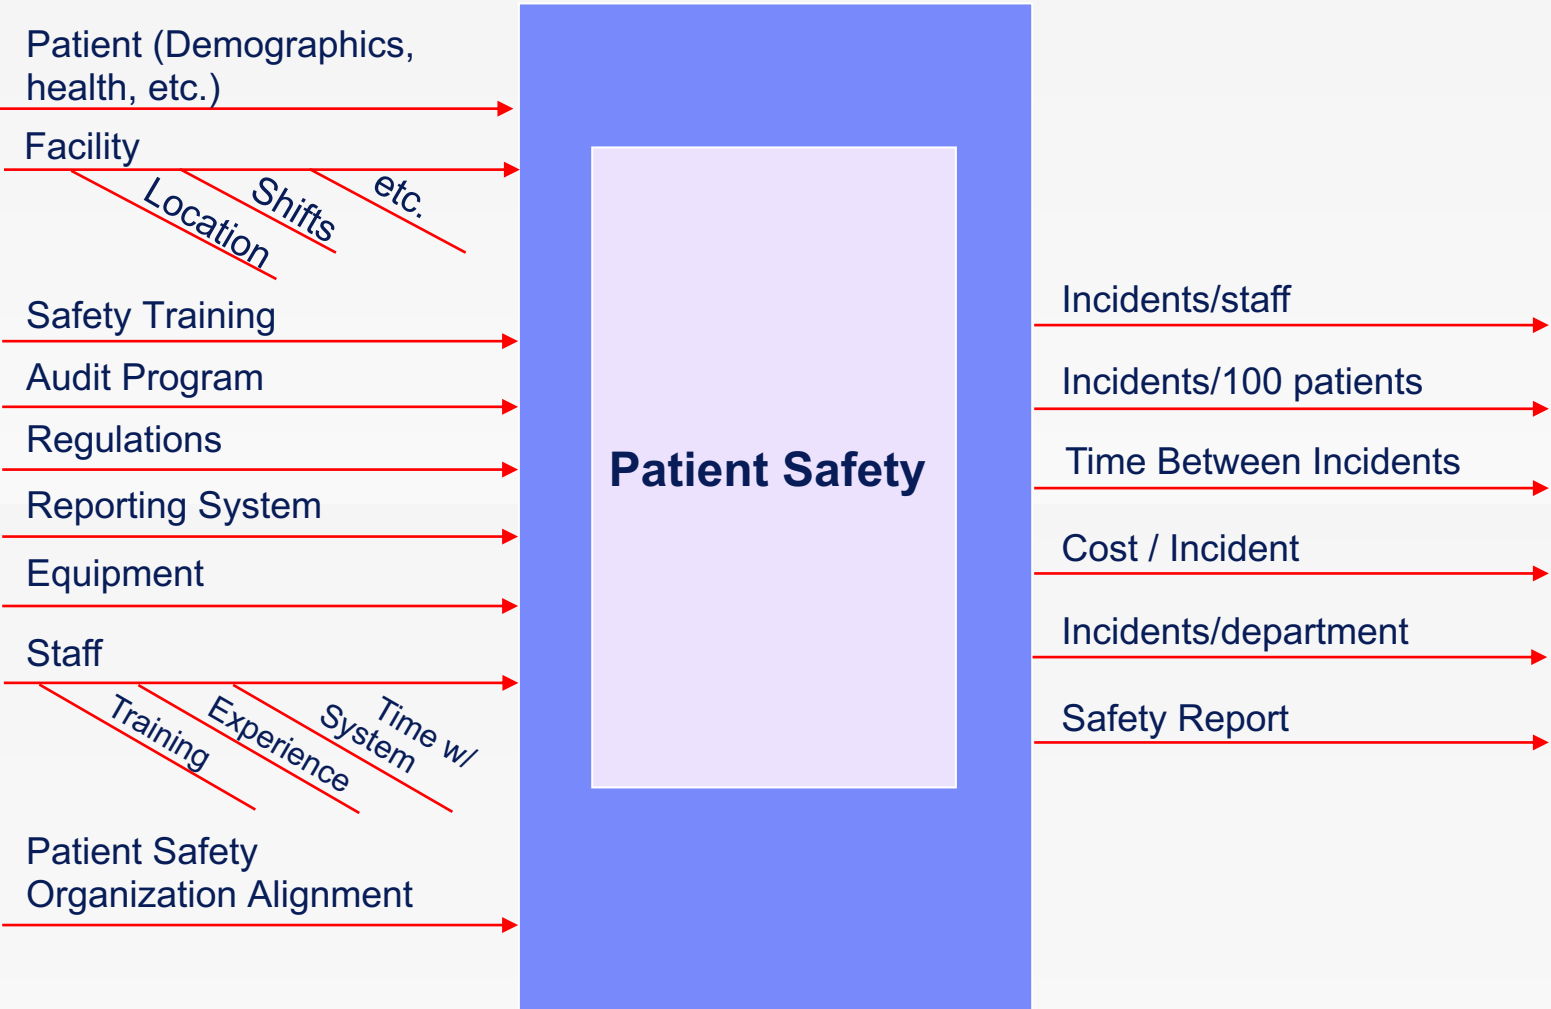 Patient (Demographics,
health, etc.)
Facility
Location
Shifts
etc.
Safety Training
Audit Program
Regulations
Reporting System
Equipment
Staff
Training
Experience
Time w/
System
Patient Safety
Organization Alignment
Patient Safety
Incidents/staff
Incidents/100 patients
Time Between Incidents
Cost / Incident
Incidents/department
Safety Report